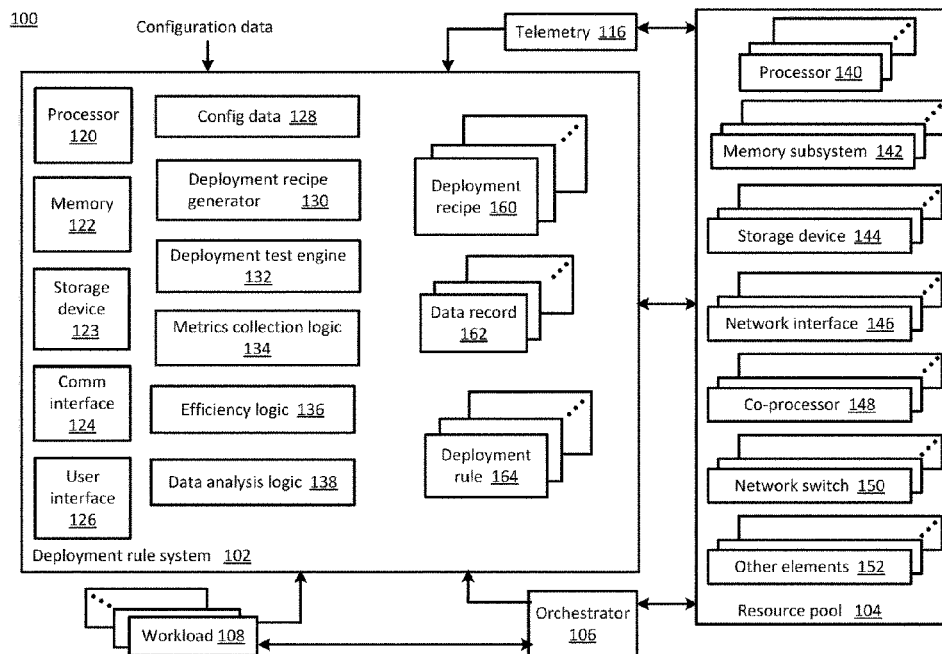 100
Configuration data
Telemetry 116
Processor
120
Memory
122
Storage
device
123
Comm
interface
124
User
interface
126
Config data 128
Deployment recipe
generator 130
Deployment test engine
132
Metrics collection logic
134
Efficiency logic 136
Data analysis logic 138
Deployment
recipe 160
Data record
162
Deployment
rule 164
Deployment rule system 102
Processor
140
Memory subsystem 142
Storage device 144
Network interface 146
Co-processor 148
Network switch 150
Other elements 152
Resource pool 104
Workload 108
Orchestrator
106